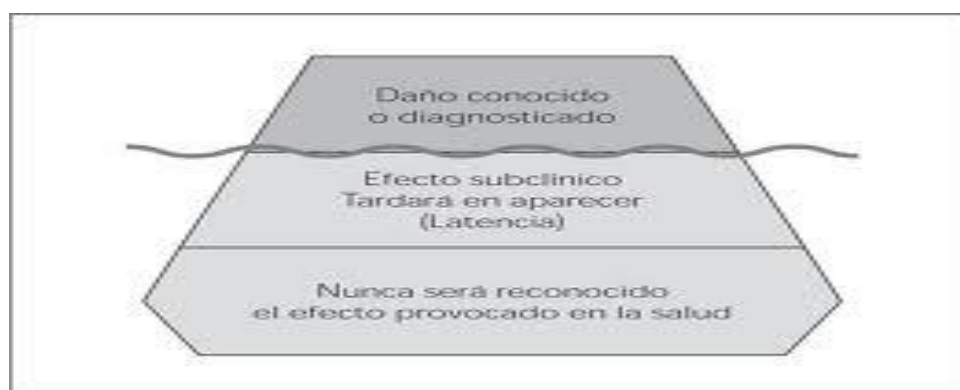 Daño conocido
o diagnosticado
Efecto subclínico
Tardará en aparecer
(Latencia)
Nunca será reconocido
el efecto provocado en la salud